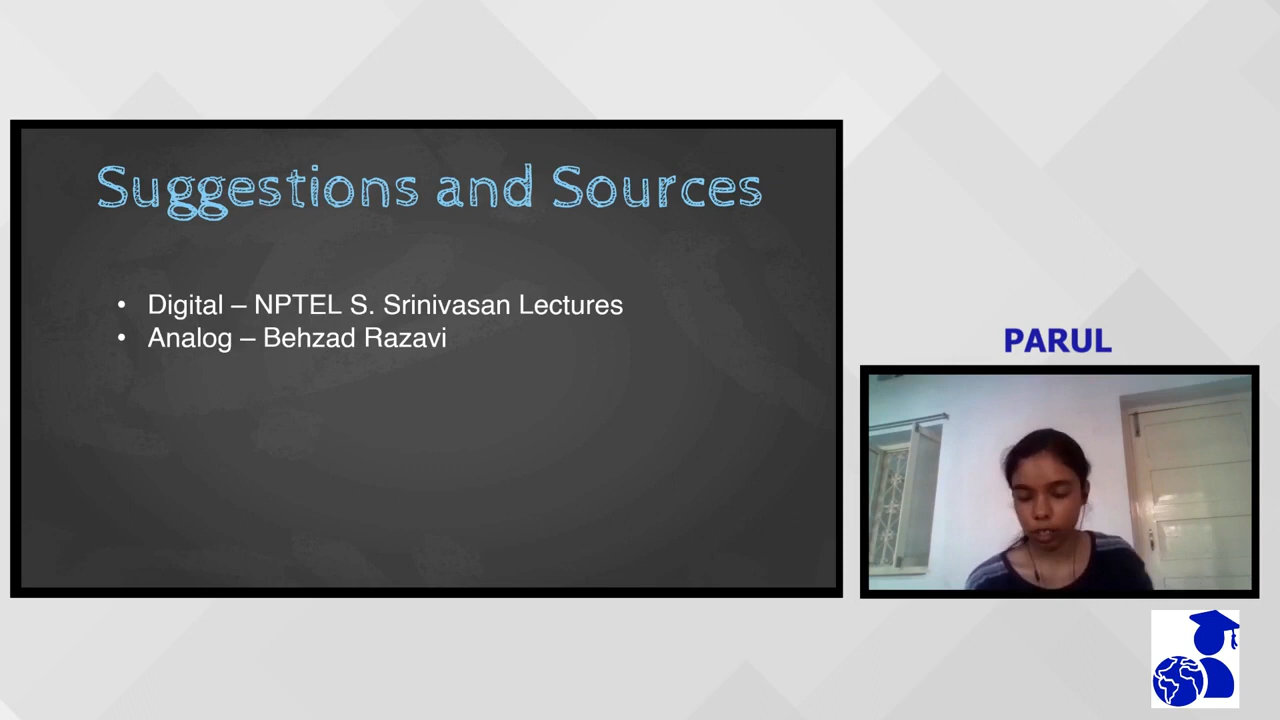 Suggestions and Sources
• Digital – NPTEL S. Srinivasan Lectures
• Analog – Behzad Razavi
PARUL